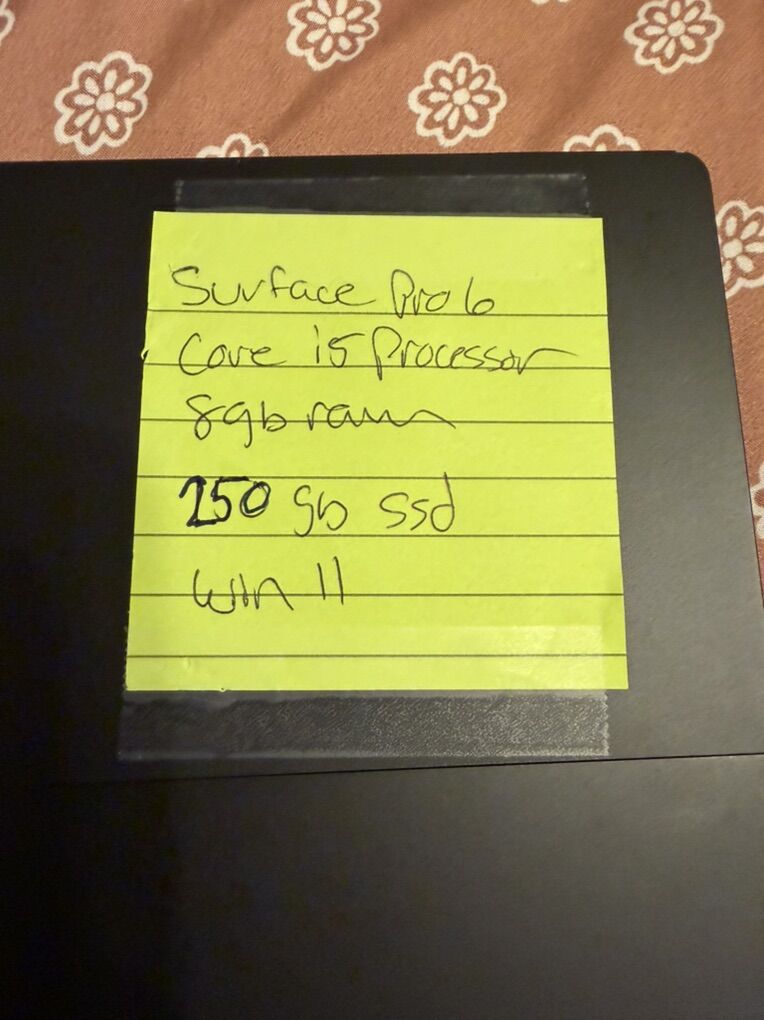 Surface Pro 6
Core i5 Processor
8gb ram
250 gb ssd
Win 11